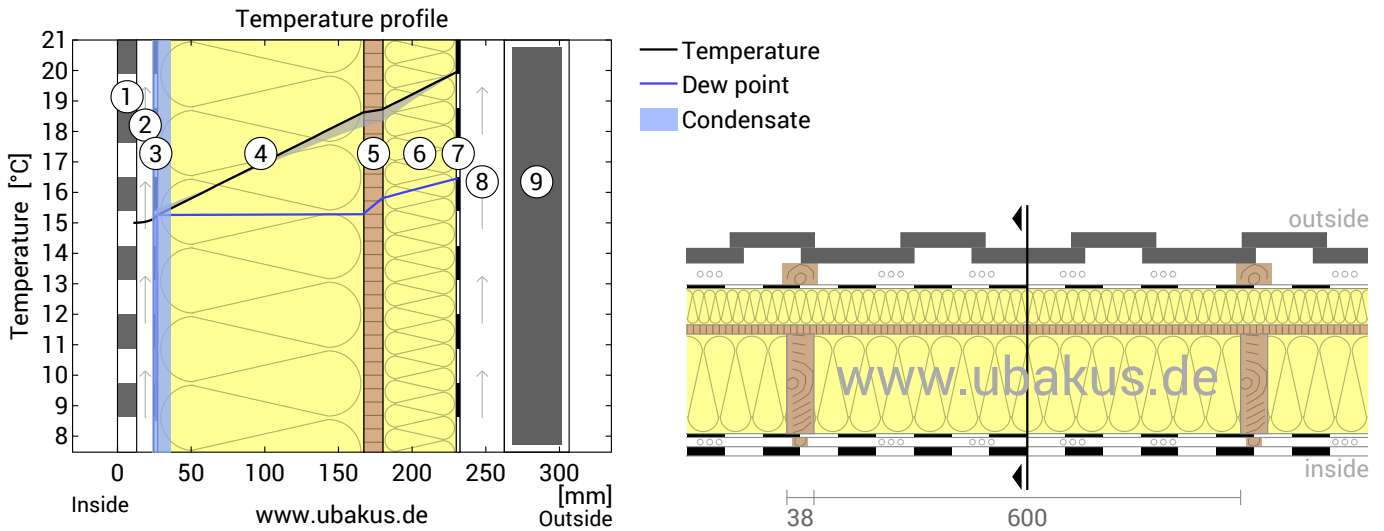 Temperature profile
Temperature [°C]
21
20
19
18
17
16
15
14
13
12
11
10
9
8
1
2
3
4
5
6
7
8
9
0
50
100
150
200
250
300
[mm]
Inside
www.ubakus.de
Outside
Temperature
Dew point
Condensate
outside
www.ubakus.de
inside
38
600